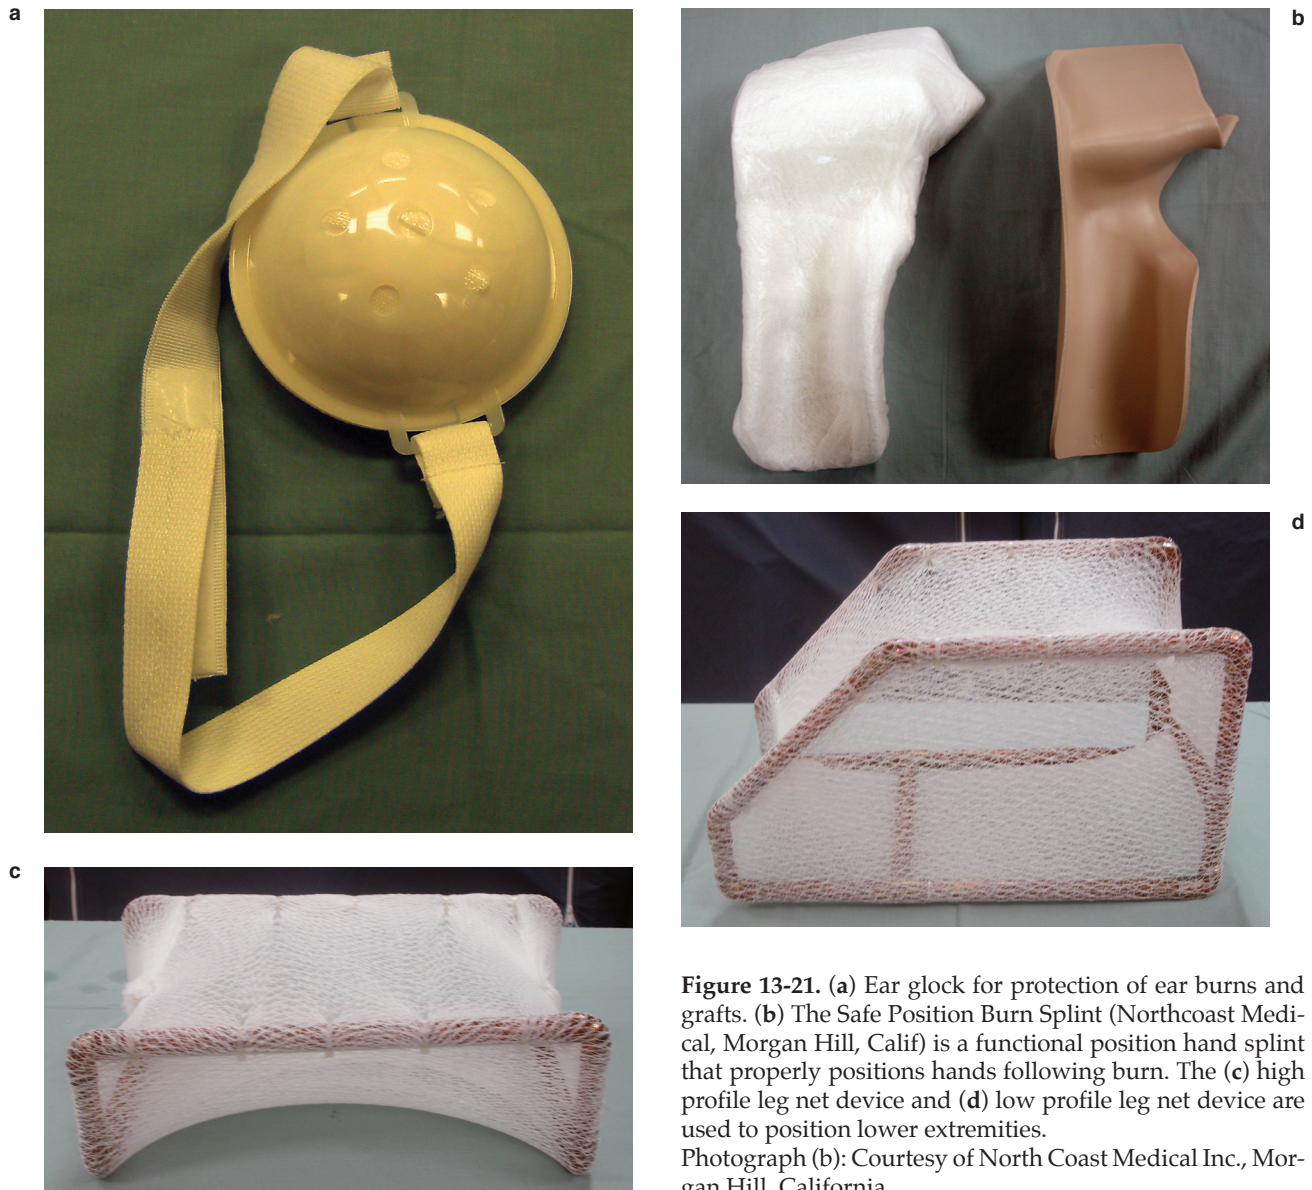 a
b
d
c
Figure 13-21. (a) Ear glock for protection of ear burns and
grafts. (b) The Safe Position Burn Splint (Northcoast Medi-
cal, Morgan Hill, Calif) is a functional position hand splint
that properly positions hands following burn. The (c) high
profile leg net device and (d) low profile leg net device are
used to position lower extremities.
Photograph (b): Courtesy of North Coast Medical Inc., Mor-
gan Hill, California